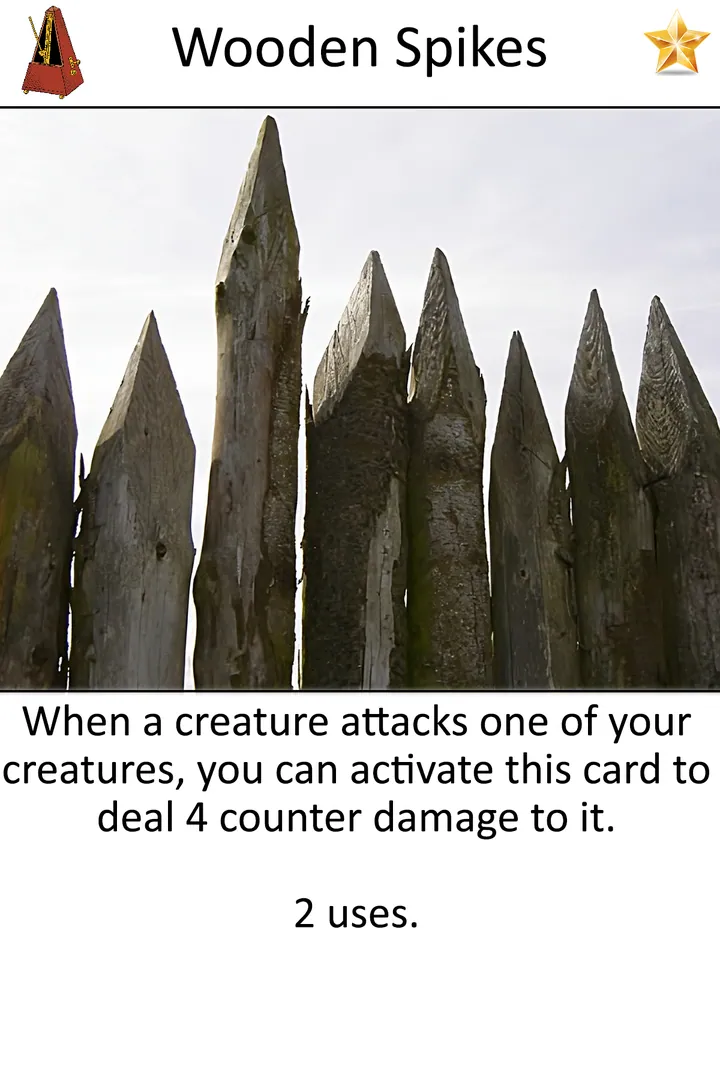 Wooden Spikes
When a creature attacks one of your
creatures, you can activate this card to
deal 4 counter damage to it.
2 uses.